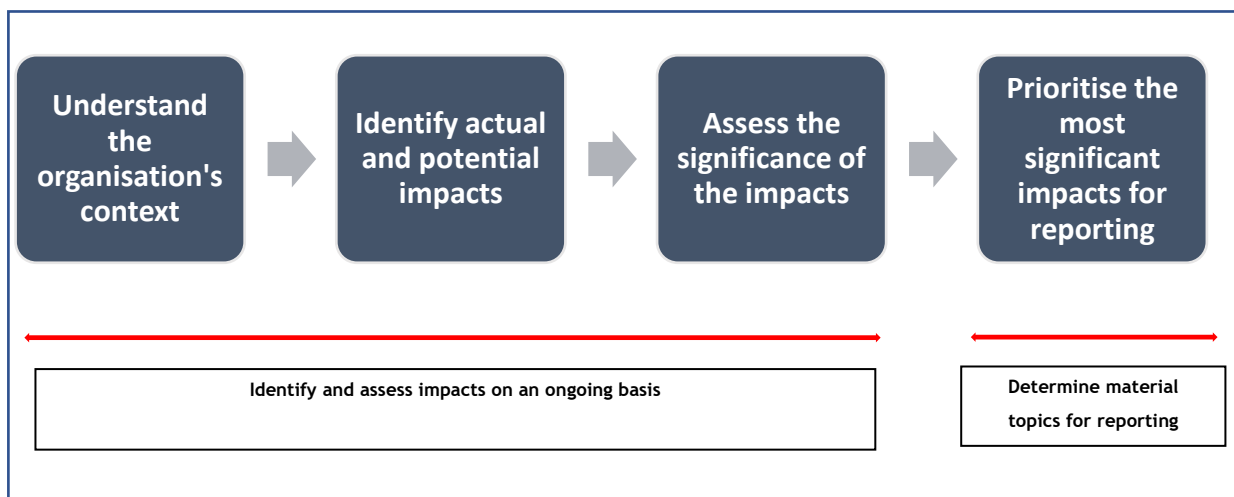 Understand
the
organisation's
context
Identify actual
and potential
impacts
Assess the
significance of
the impacts
Prioritise the
most
significant
impacts for
reporting
Identify and assess impacts on an ongoing basis
Determine material
topics for reporting